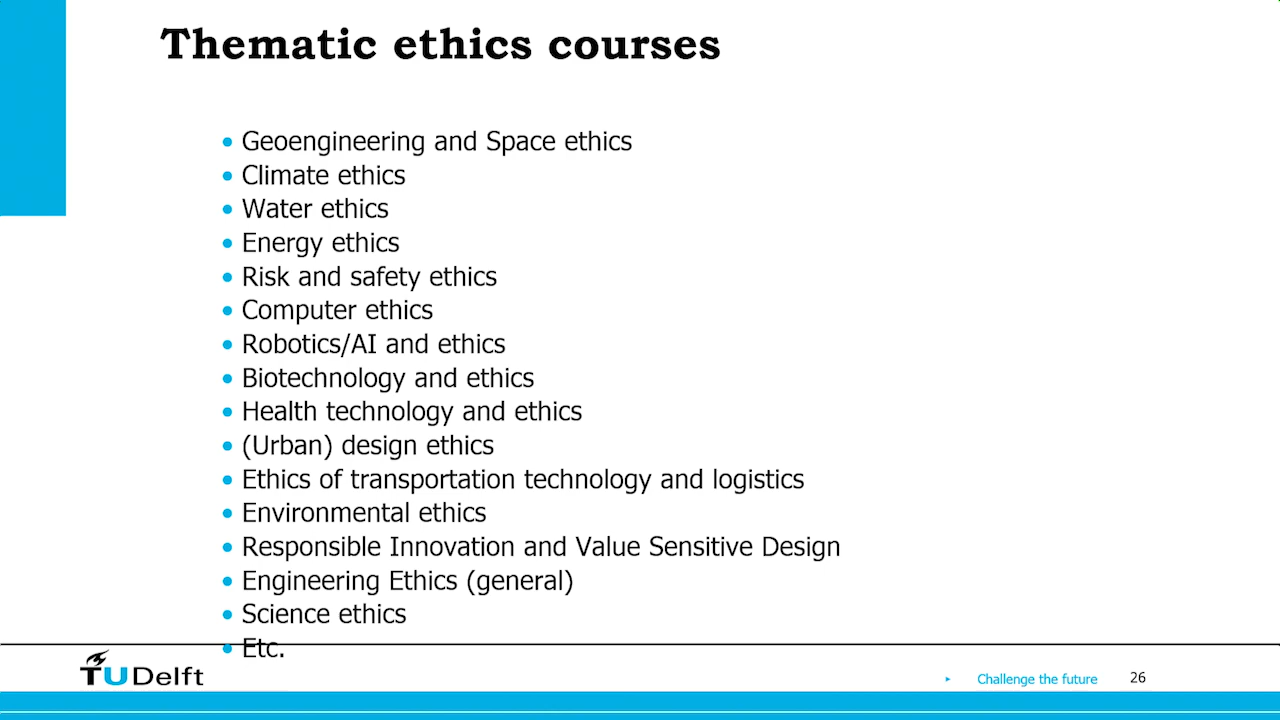 Thematic ethics courses
• Geoengineering and Space ethics
• Climate ethics
• Water ethics
• Energy ethics
• Risk and safety ethics
• Computer ethics
• Robotics/AI and ethics
• Biotechnology and ethics
• Health technology and ethics
• (Urban) design ethics
• Ethics of transportation technology and logistics
• Environmental ethics
• Responsible Innovation and Value Sensitive Design
• Engineering Ethics (general)
• Science ethics
• Etc.
TUDelft
Challenge the future 26